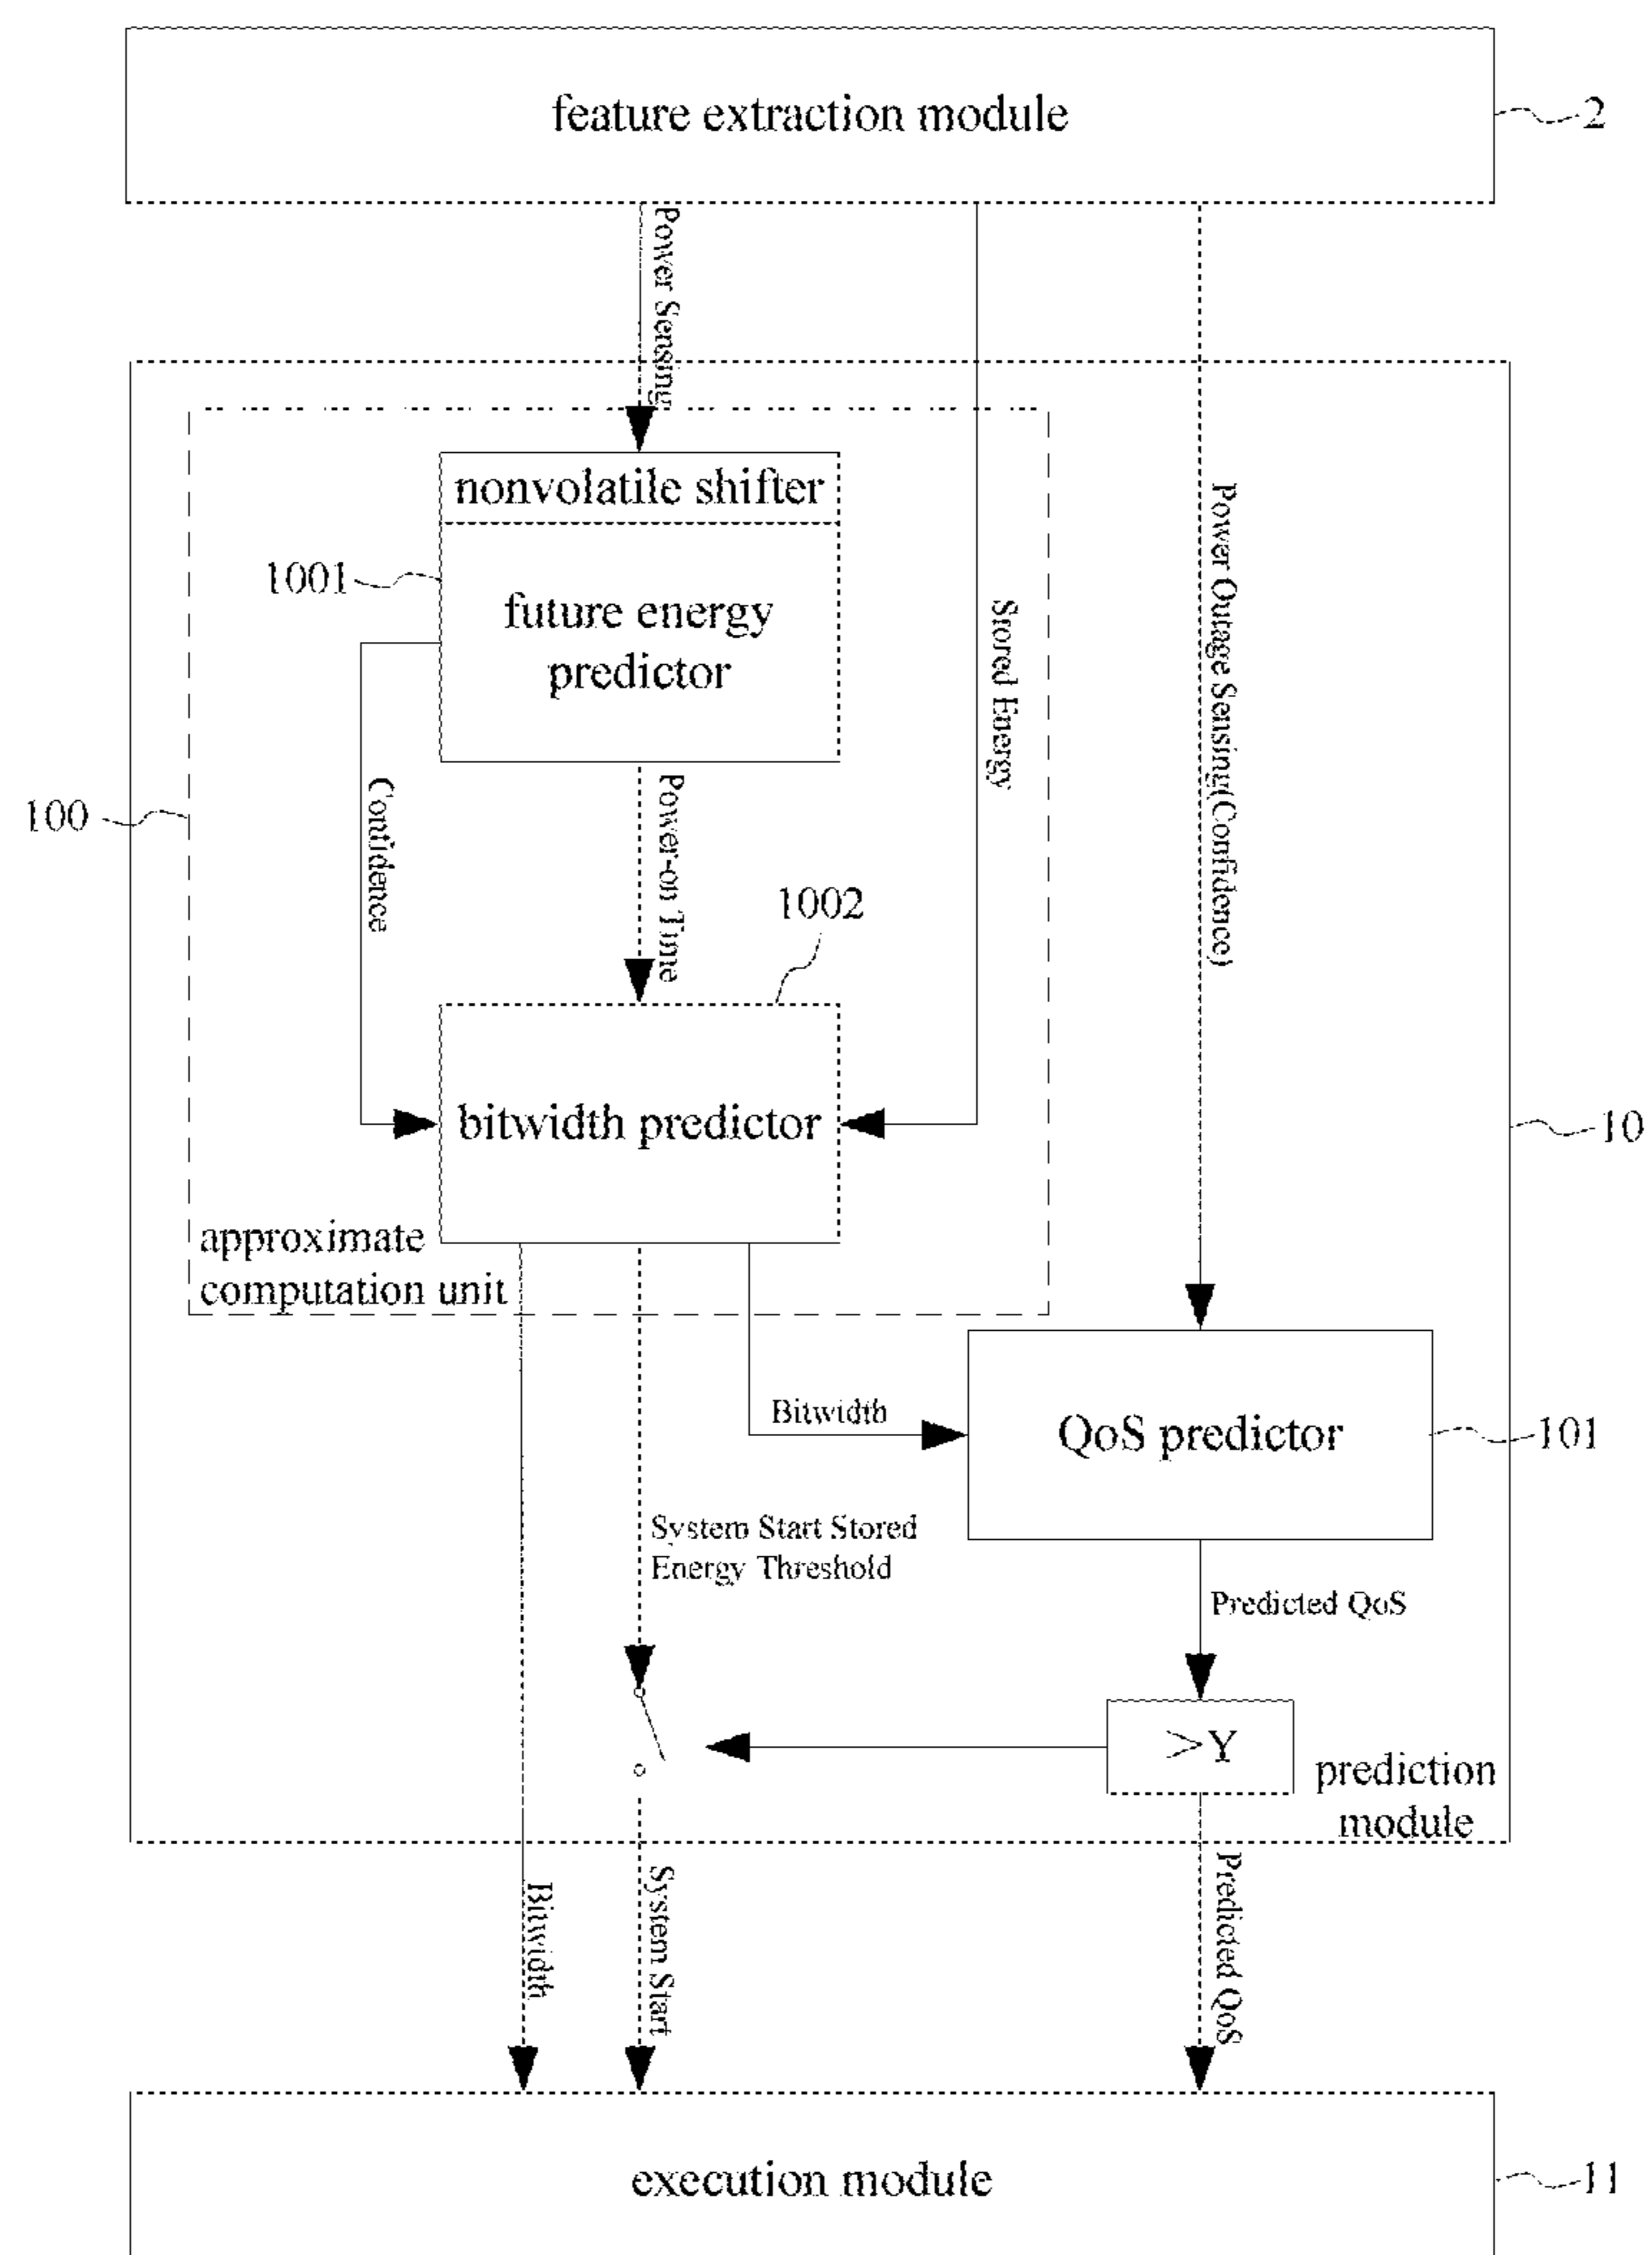 feature extraction module
2
Power Sensing
nonvolatile shifter
1001
future energy
predictor
Stored Energy
Power Outage Sensing(Confidence)
100
Confidence
Power-on Time
1002
bitwidth predictor
10
approximate
computation unit
Bitwidth
QoS predictor
101
System Start Stored
Energy Threshold
Predicted QoS
>Y
prediction
module
Bitwidth
System Start
Predicted QoS
execution module
11